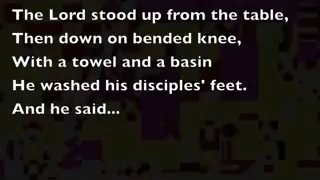 The Lord stood up from the table,
Then down on bended knee,
With a towel and a basin
He washed his disciples' feet.
And he said...